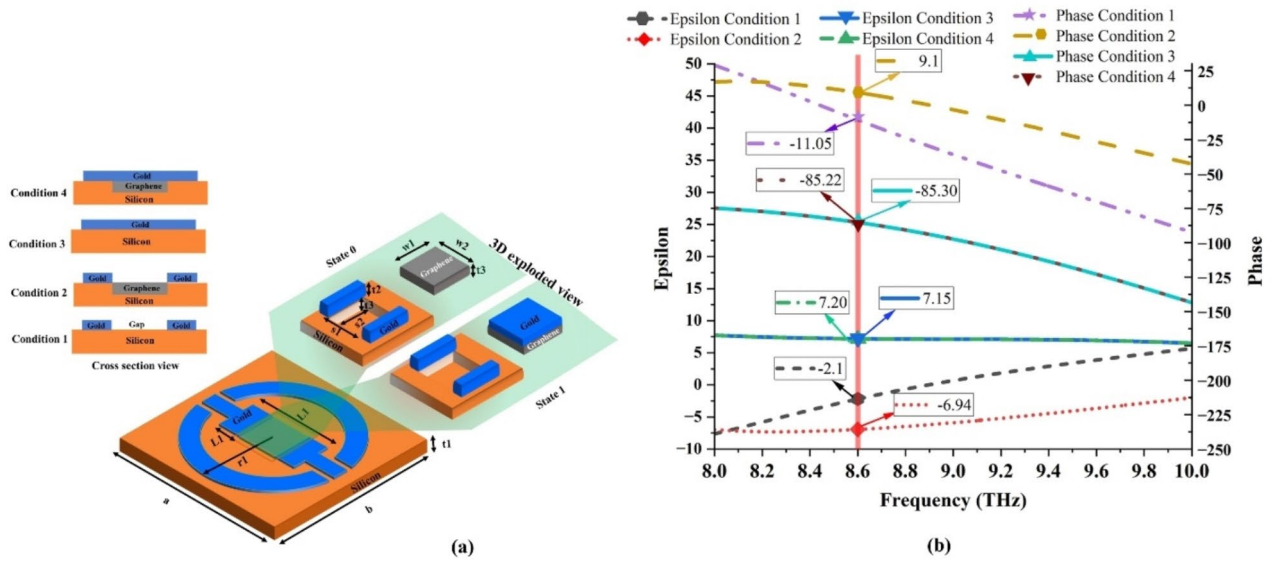 Condition 4
Gold
Graphene
Silicon
Condition 3
Gold
Silicon
Condition 2
Gold
Gold
Graphene
Silicon
Condition 1
Gold
Gap
Gold
Silicon
Cross section view
State 0
3D exploded view
w1
w2
Graphene
t3
t2
t3
s1
s2
Gold
Silicon
Gold
Graphene
State 1
Gold
L1
L1
r1
t1
Silicon
a
b
(a)
Epsilon Condition 1
Epsilon Condition 2
Epsilon Condition 3
Epsilon Condition 4
Phase Condition 1
Phase Condition 2
Phase Condition 3
Phase Condition 4
Epsilon
50
45
40
35
30
25
20
15
10
5
0
−5
−10
9.1
-11.05
-85.22
-85.30
7.20
7.15
-2.1
-6.94
25
0
−25
−50
−75
−100
−125
−150
−175
−200
−225
−250
Phase
8.0 8.2 8.4 8.6 8.8 9.0 9.2 9.4 9.6 9.8 10.0
Frequency (THz)
(b)